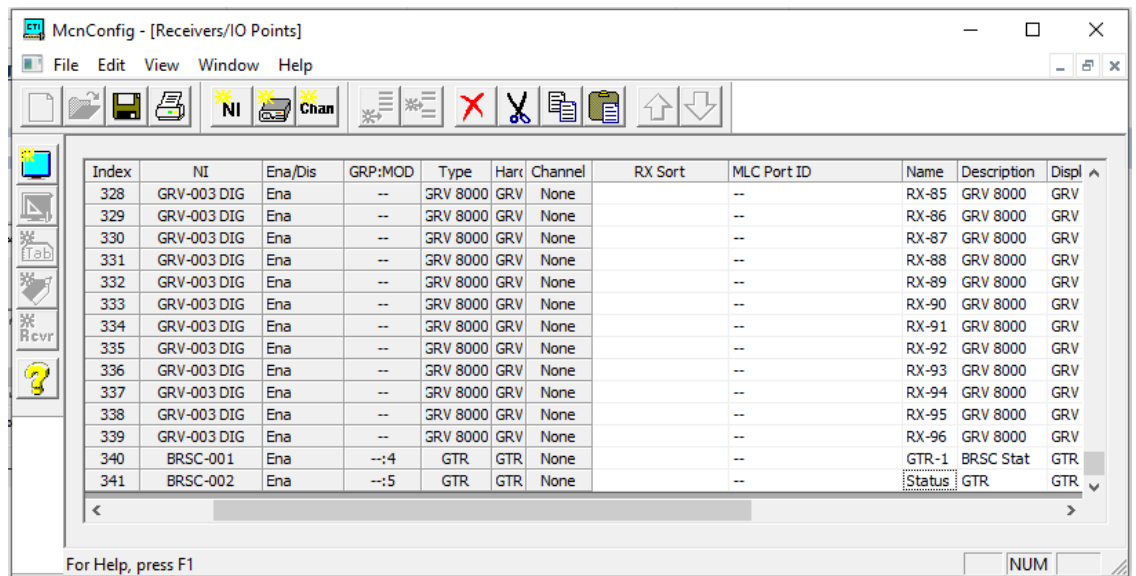 CTI McnConfig - [Receivers/IO Points]
File Edit View Window Help
NI Chan
Index NI Ena/Dis GRP:MOD Type Harc Channel RX Sort MLC Port ID Name Description Displ
328 GRV-003 DIG Ena -- GRV 8000 GRV None -- RX-85 GRV 8000 GRV
329 GRV-003 DIG Ena -- GRV 8000 GRV None -- RX-86 GRV 8000 GRV
330 GRV-003 DIG Ena -- GRV 8000 GRV None -- RX-87 GRV 8000 GRV
Tab 331 GRV-003 DIG Ena -- GRV 8000 GRV None -- RX-88 GRV 8000 GRV
332 GRV-003 DIG Ena -- GRV 8000 GRV None -- RX-89 GRV 8000 GRV
333 GRV-003 DIG Ena -- GRV 8000 GRV None -- RX-90 GRV 8000 GRV
Rcvr 334 GRV-003 DIG Ena -- GRV 8000 GRV None -- RX-91 GRV 8000 GRV
335 GRV-003 DIG Ena -- GRV 8000 GRV None -- RX-92 GRV 8000 GRV
336 GRV-003 DIG Ena -- GRV 8000 GRV None -- RX-93 GRV 8000 GRV
337 GRV-003 DIG Ena -- GRV 8000 GRV None -- RX-94 GRV 8000 GRV
338 GRV-003 DIG Ena -- GRV 8000 GRV None -- RX-95 GRV 8000 GRV
339 GRV-003 DIG Ena -- GRV 8000 GRV None -- RX-96 GRV 8000 GRV
340 BRSC-001 Ena --:4 GTR GTR None -- GTR-1 BRSC Stat GTR
341 BRSC-002 Ena --:5 GTR GTR None -- Status GTR GTR
For Help, press F1 NUM